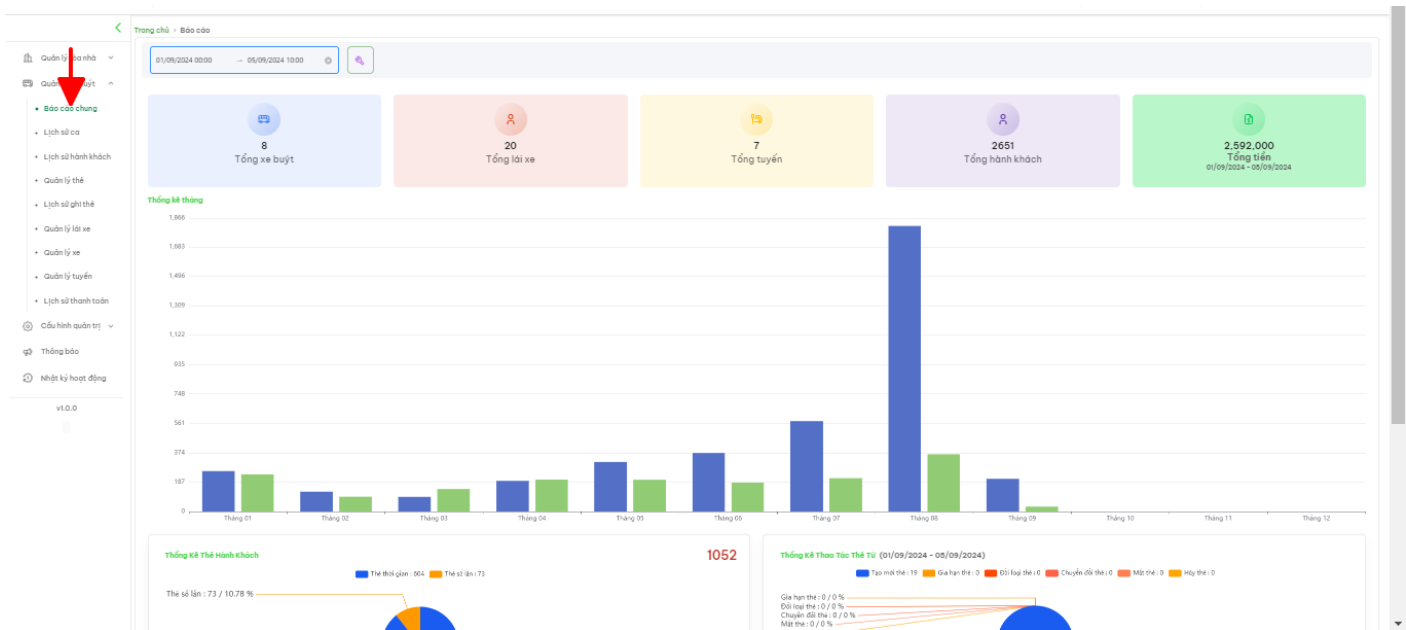 Trang chủ > Báo cáo
Quản lý tòa nhà
Báo cáo chung
Lịch sử ca
Lịch sử hành khách
Quản lý thẻ
Lịch sử ghi thẻ
Quản lý lái xe
Quản lý xe
Quản lý tuyến
Lịch sử thanh toán
Cấu hình quản trị
Thông báo
Nhật ký hoạt động
v1.0.0
01/09/2024 00:00 → 05/09/2024 10:00
8
Tổng xe buýt
20
Tổng lái xe
7
Tổng tuyến
2651
Tổng hành khách
2,592,000
Tổng tiền
01/09/2024 - 05/09/2024
Thống kê tháng
1,866
1,683
1,496
1,309
1,122
935
748
561
374
187
0
Tháng 01 Tháng 02 Tháng 03 Tháng 04 Tháng 05 Tháng 06 Tháng 07 Tháng 08 Tháng 09 Tháng 10 Tháng 11 Tháng 12
Thống Kê Thẻ Hành Khách 1052
Thẻ thời gian : 604 Thẻ số lần : 73
Thẻ số lần : 73 / 10.78 %
Thống Kê Thao Tác Thẻ Từ (01/09/2024 - 05/09/2024)
Tạo mới thẻ : 19 Gia hạn thẻ : 0 Đổi loại thẻ : 0 Chuyển đổi thẻ : 0 Mất thẻ : 0 Hủy thẻ : 0
Gia hạn thẻ : 0 / 0 %
Đổi loại thẻ : 0 / 0 %
Chuyển đổi thẻ : 0 / 0 %
Mất thẻ : 0 / 0 %